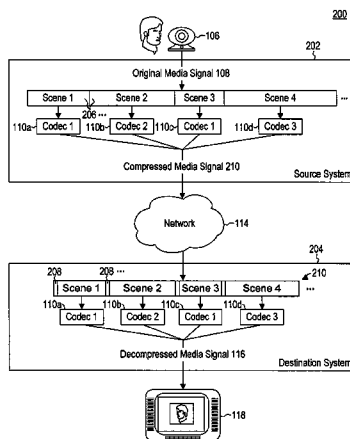 200
106
202
Original Media Signal 108
Scene 1 Scene 2 Scene 3 Scene 4 ...
206 ...
110a Codec 1 110b Codec 2 110c Codec 1 110d Codec 3
Compressed Media Signal 210
Source System
Network
114
204
208 208 ... 210
Scene 1 Scene 2 Scene 3 Scene 4 ...
110a 110b 110c 110d
Codec 1 Codec 2 Codec 1 Codec 3
Decompressed Media Signal 116
Destination System
118